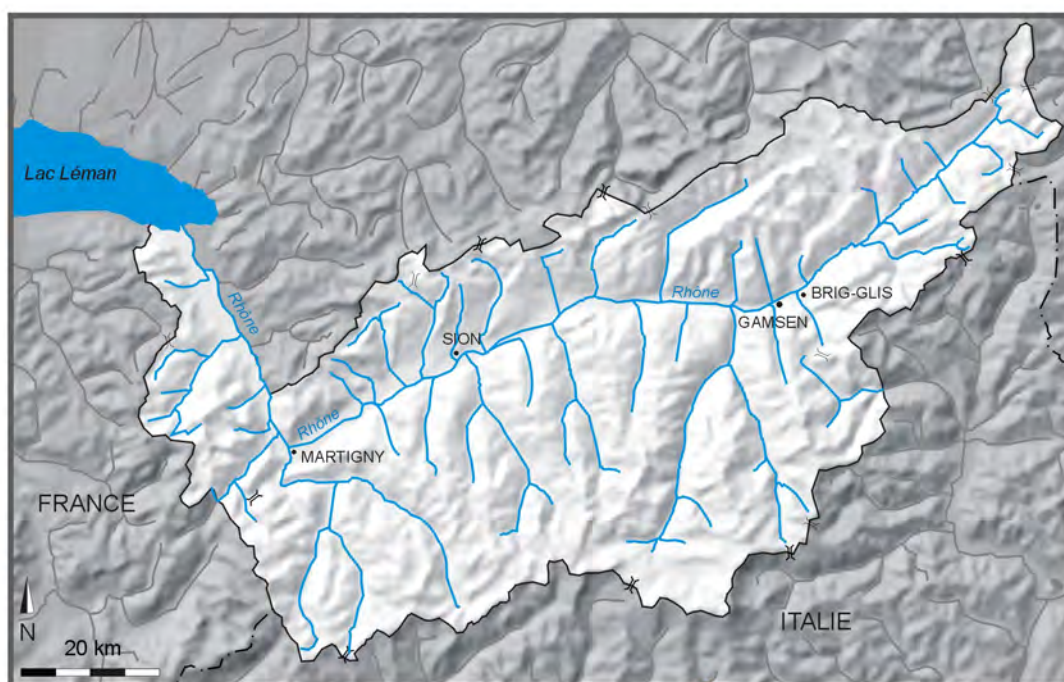 Lac Léman
Rhône
Rhône
BRIG-GLIS
GAMSEN
SION
Rhône
MARTIGNY
FRANCE
ITALIE
N
20 km